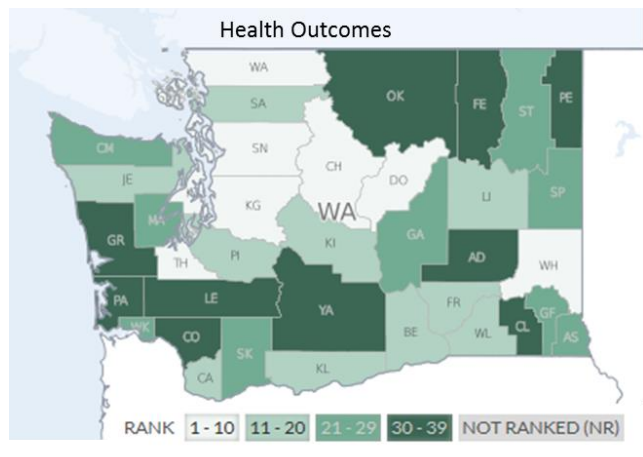 Health Outcomes
WA
OK
FE
ST
PE
SA
CM
SN
CH
DO
JE
LI
SP
MA
KG
WA
GR
KI
GA
PI
AD
TH
WH
PA
LE
YA
FR
GF
WK
CO
BE
WL
CL
AS
SK
CA
KL
RANK 1 - 10 11 - 20 21 - 29 30 - 39 NOT RANKED (NR)